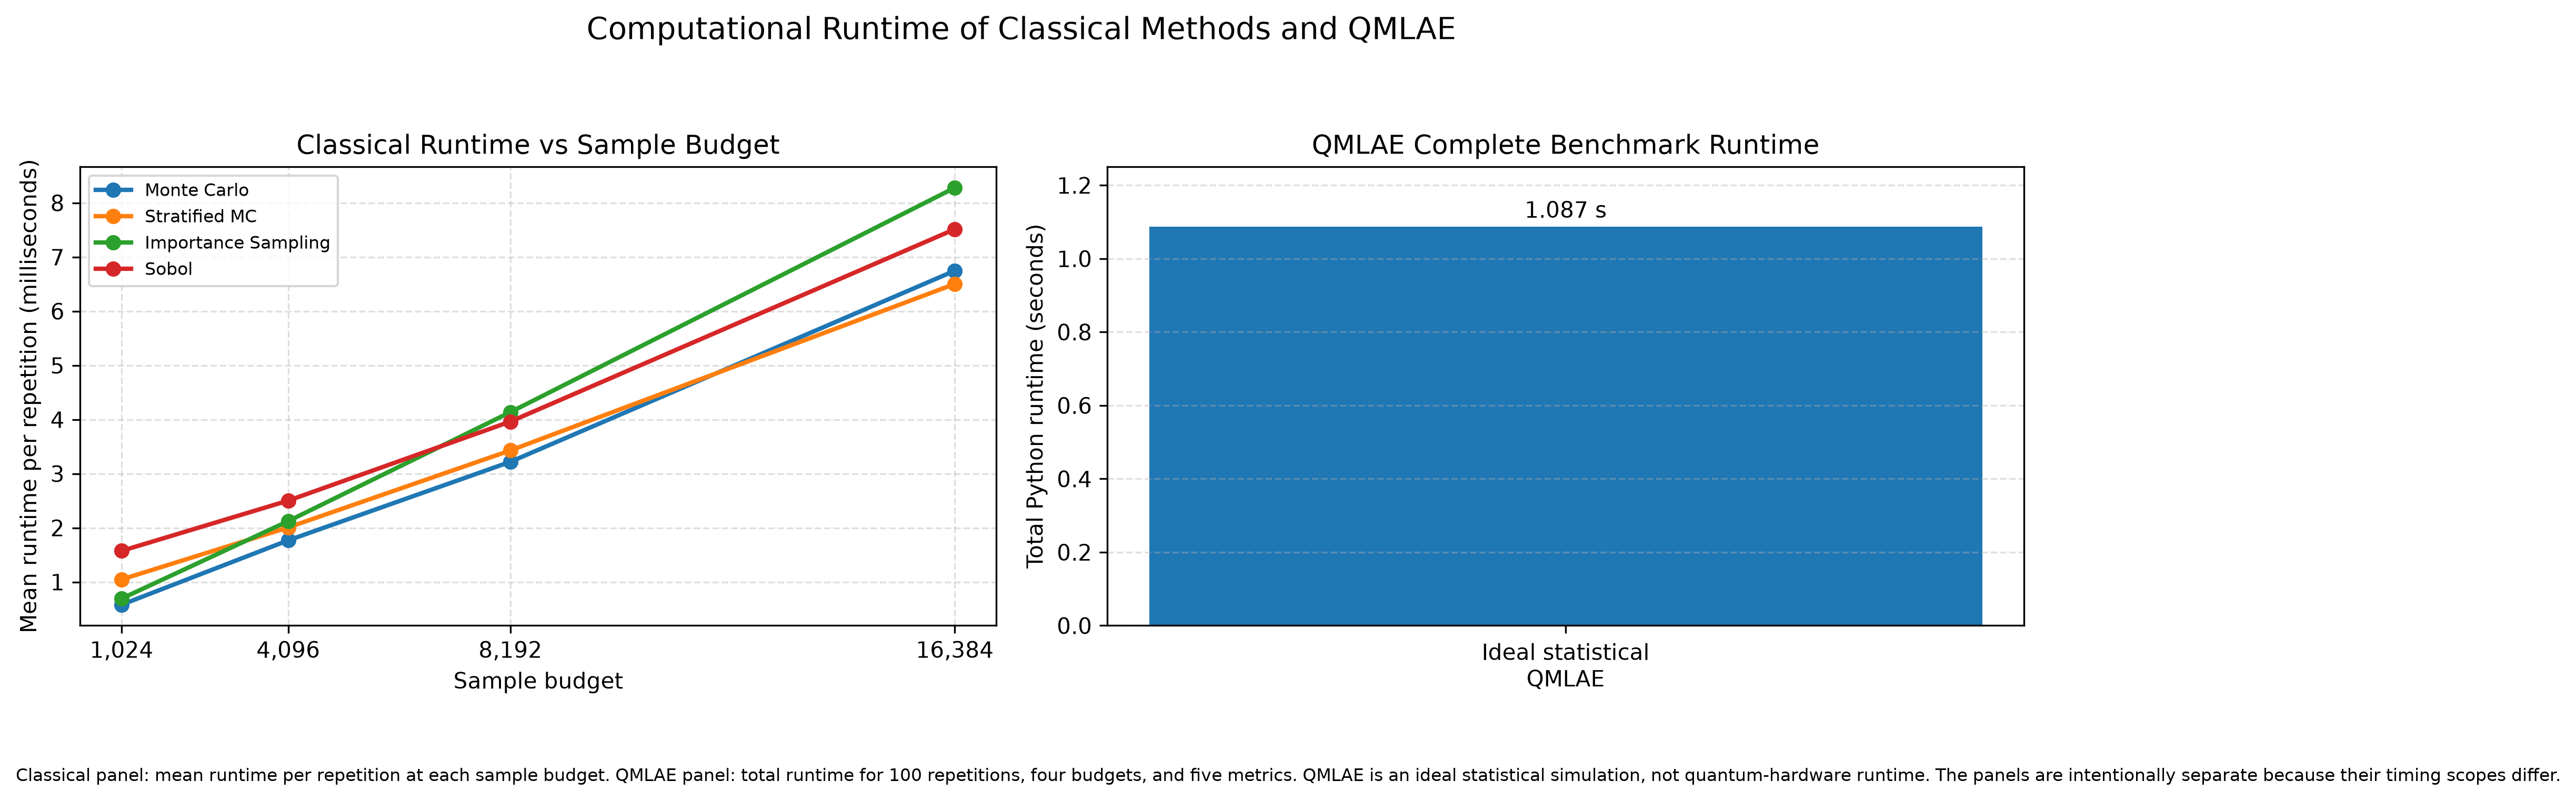 Computational Runtime of Classical Methods and QMLAE
Classical Runtime vs Sample Budget
Mean runtime per repetition (milliseconds)
8
7
6
5
4
3
2
1
Monte Carlo
Stratified MC
Importance Sampling
Sobol
1,024
4,096
8,192
16,384
Sample budget
QMLAE Complete Benchmark Runtime
Total Python runtime (seconds)
1.2
1.0
0.8
0.6
0.4
0.2
0.0
1.087 s
Ideal statistical
QMLAE
Classical panel: mean runtime per repetition at each sample budget. QMLAE panel: total runtime for 100 repetitions, four budgets, and five metrics. QMLAE is an ideal statistical simulation, not quantum-hardware runtime. The panels are intentionally separate because their timing scopes differ.